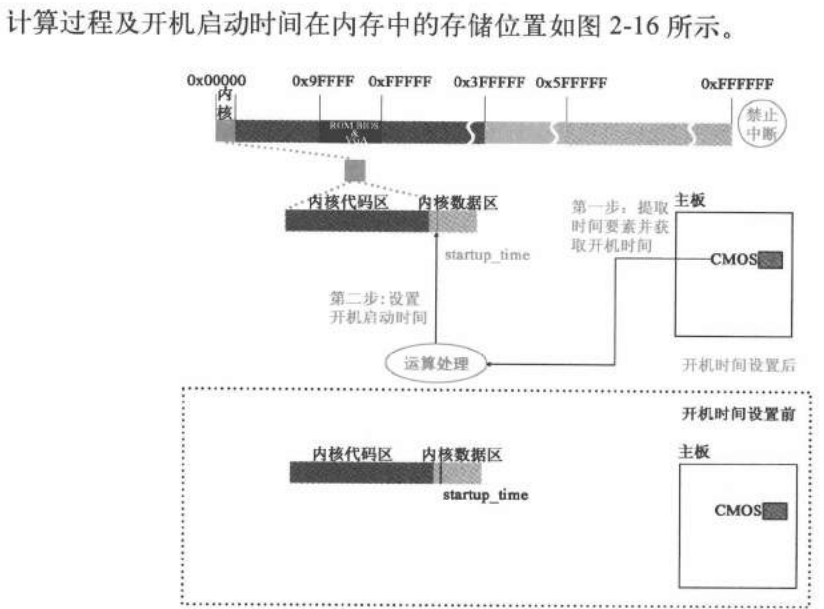 计算过程及开机启动时间在内存中的存储位置如图 2-16 所示。
0x00000 0x9FFFF 0xFFFFF 0x3FFFFF 0x5FFFFF 0xFFFFFF
内
核
ROM BIOS
&
VGA
禁止
中断
内核代码区 内核数据区
startup_time
第一步：提取
时间要素并获
取开机时间
主板
CMOS
第二步：设置
开机启动时间
运算处理
开机时间设置后
开机时间设置前
内核代码区 内核数据区
startup_time
主板
CMOS